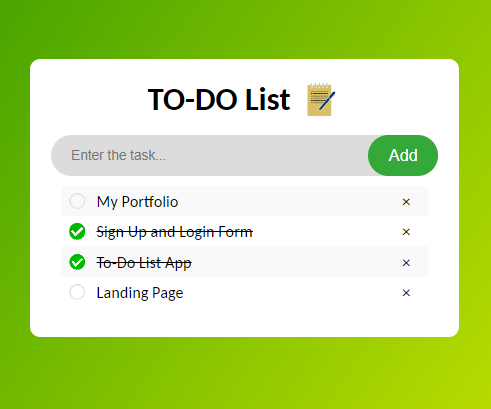 TO-DO List
Enter the task...
Add
My Portfolio ×
Sign Up and Login Form ×
To-Do List App ×
Landing Page ×